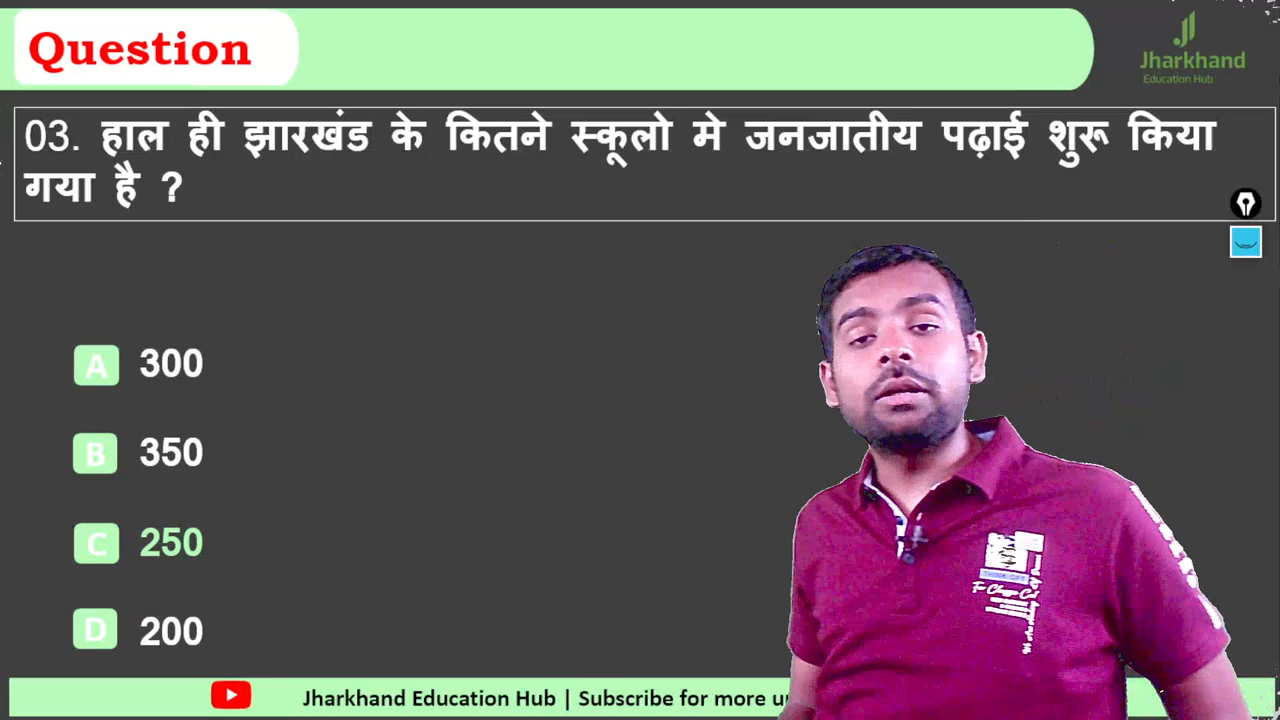 Question
Jharkhand
Education Hub
03. हाल ही झारखंड के कितने स्कूलो मे जनजातीय पढ़ाई शुरू किया
गया है ?
A 300
B 350
C 250
D 200
Jharkhand Education Hub | Subscribe for more